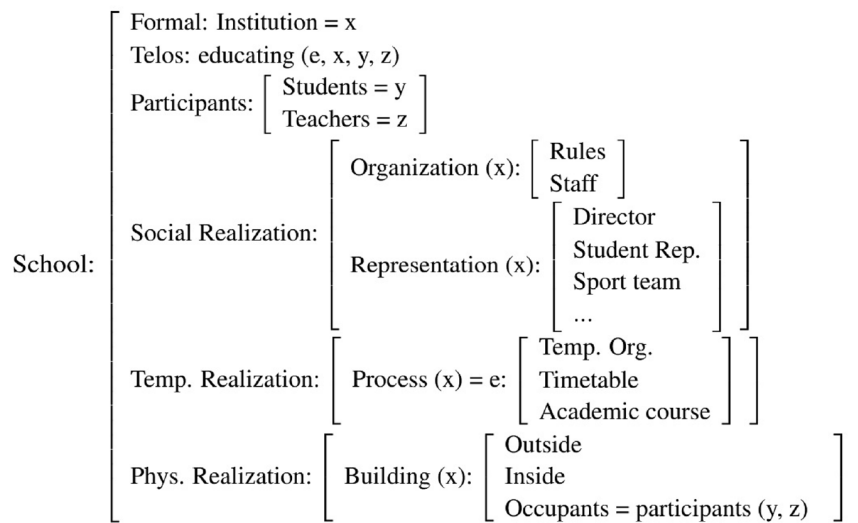 Formal: Institution = x
Telos: educating (e, x, y, z)
Participants:
Students = y
Teachers = z
School:
Social Realization:
Organization (x):
Rules
Staff
Representation (x):
Director
Student Rep.
Sport team
...
Temp. Realization:
Process (x) = e:
Temp. Org.
Timetable
Academic course
Phys. Realization:
Building (x):
Outside
Inside
Occupants = participants (y, z)